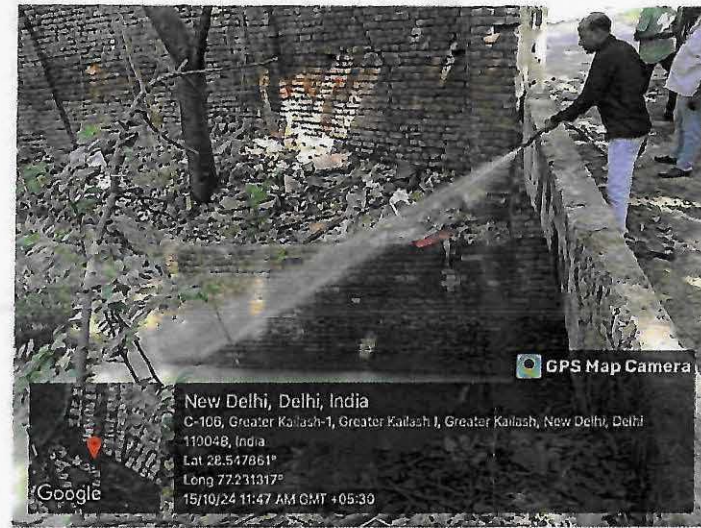 GPS Map Camera
New Delhi, Delhi, India
C-106, Greater Kailash-1, Greater Kailash I, Greater Kailash, New Delhi, Delhi
110048, India
Lat 28.547861°
Long 77.231317°
15/10/24 11:47 AM GMT +05:30
Google